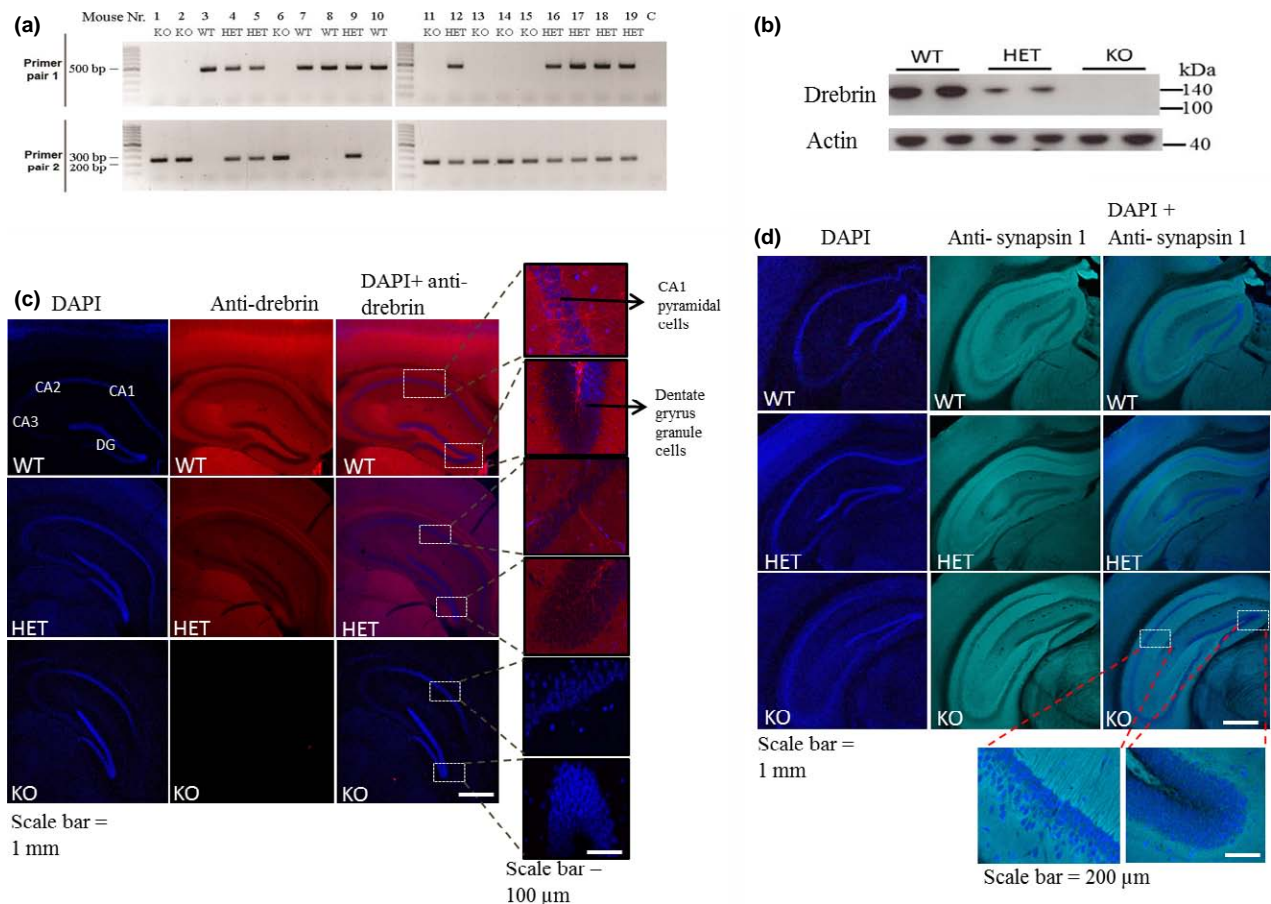 (a)
Mouse Nr. 1 2 3 4 5 6 7 8 9 10 11 12 13 14 15 16 17 18 19 C
KO KO WT HET HET KO WT WT HET WT KO HET KO KO KO HET HET HET HET
Primer
pair 1
500 bp
Primer
pair 2
300 bp
200 bp
(b)
WT HET KO
kDa
Drebrin
140
100
Actin
40
(c)
DAPI
Anti-drebrin
DAPI+ anti-
drebrin
CA2
CA1
CA3
DG
WT WT WT
HET HET HET
KO KO KO
CA1
pyramidal
cells
Dentate
gryrus
granule
cells
Scale bar =
1 mm
Scale bar –
100 µm
(d)
DAPI
Anti- synapsin 1
DAPI +
Anti- synapsin 1
WT WT WT
HET HET HET
KO KO KO
Scale bar =
1 mm
Scale bar = 200 µm